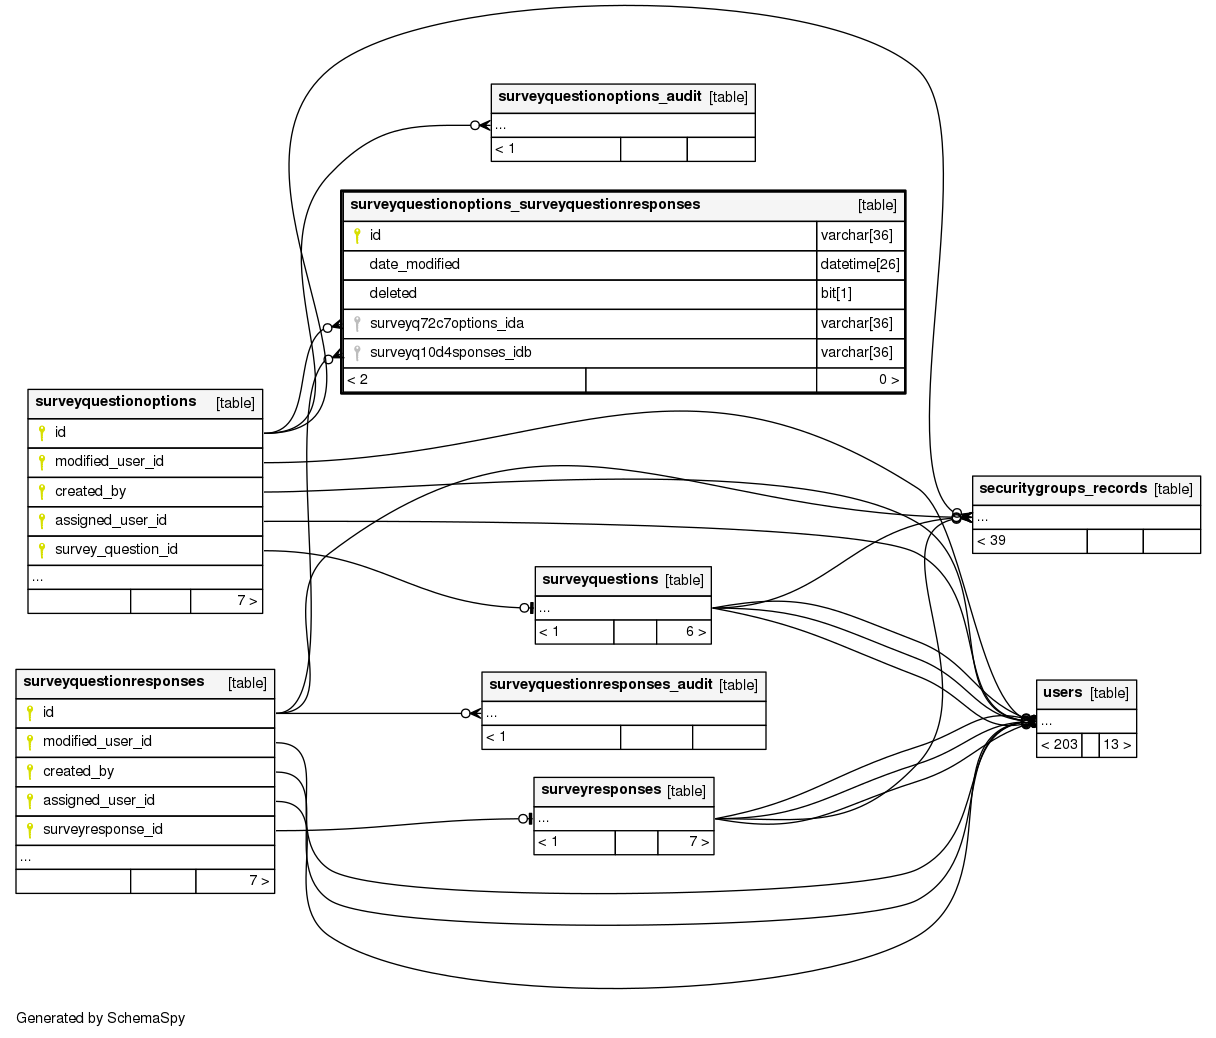 surveyquestionoptions_audit [table]
...
< 1
surveyquestionoptions_surveyquestionresponses [table]
id varchar[36]
date_modified datetime[26]
deleted bit[1]
surveyq72c7options_ida varchar[36]
surveyq10d4sponses_idb varchar[36]
< 2 0 >
surveyquestionoptions [table]
id
modified_user_id
created_by
assigned_user_id
survey_question_id
...
7 >
securitygroups_records [table]
...
< 39
surveyquestions [table]
...
< 1 6 >
surveyquestionresponses [table]
id
modified_user_id
created_by
assigned_user_id
surveyresponse_id
...
7 >
surveyquestionresponses_audit [table]
...
< 1
users [table]
...
< 203 13 >
surveyresponses [table]
...
< 1 7 >
Generated by SchemaSpy